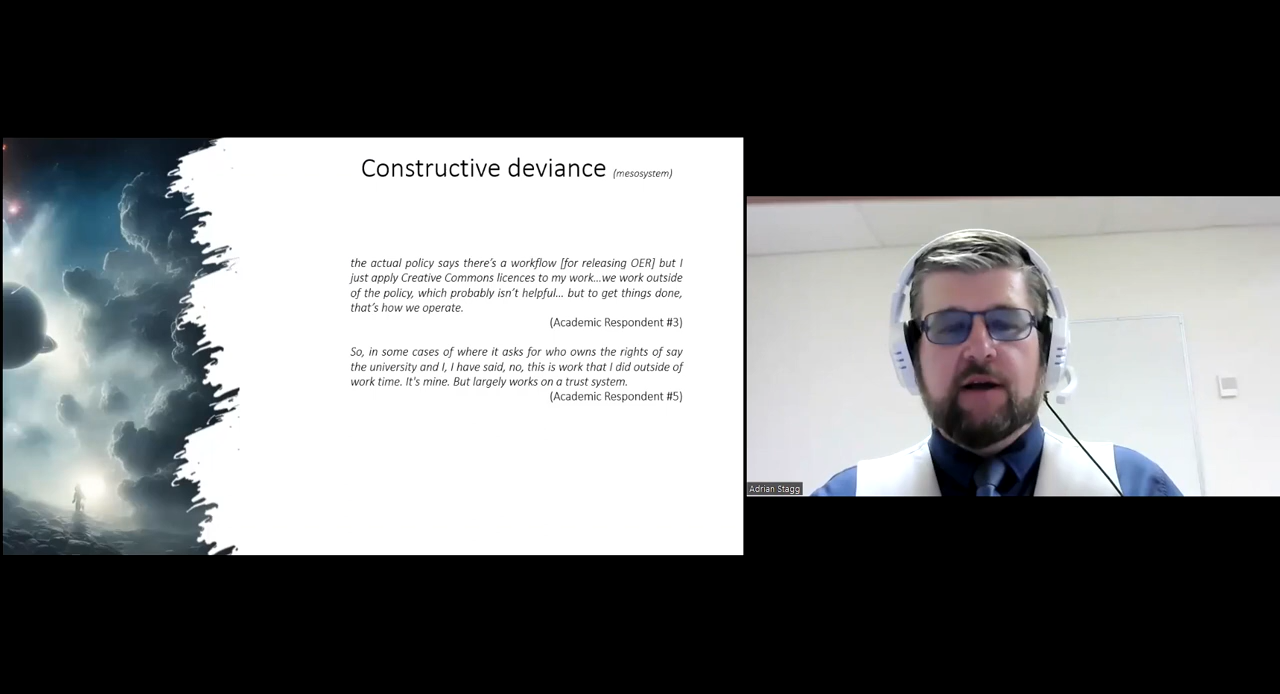 Constructive deviance (mesosystem)
the actual policy says there's a workflow [for releasing OER] but I
just apply Creative Commons licences to my work...we work outside
of the policy, which probably isn't helpful... but to get things done,
that's how we operate.
(Academic Respondent #3)
So, in some cases of where it asks for who owns the rights of say
the university and I, I have said, no, this is work that I did outside of
work time. It's mine. But largely works on a trust system.
(Academic Respondent #5)
Adrian Stagg